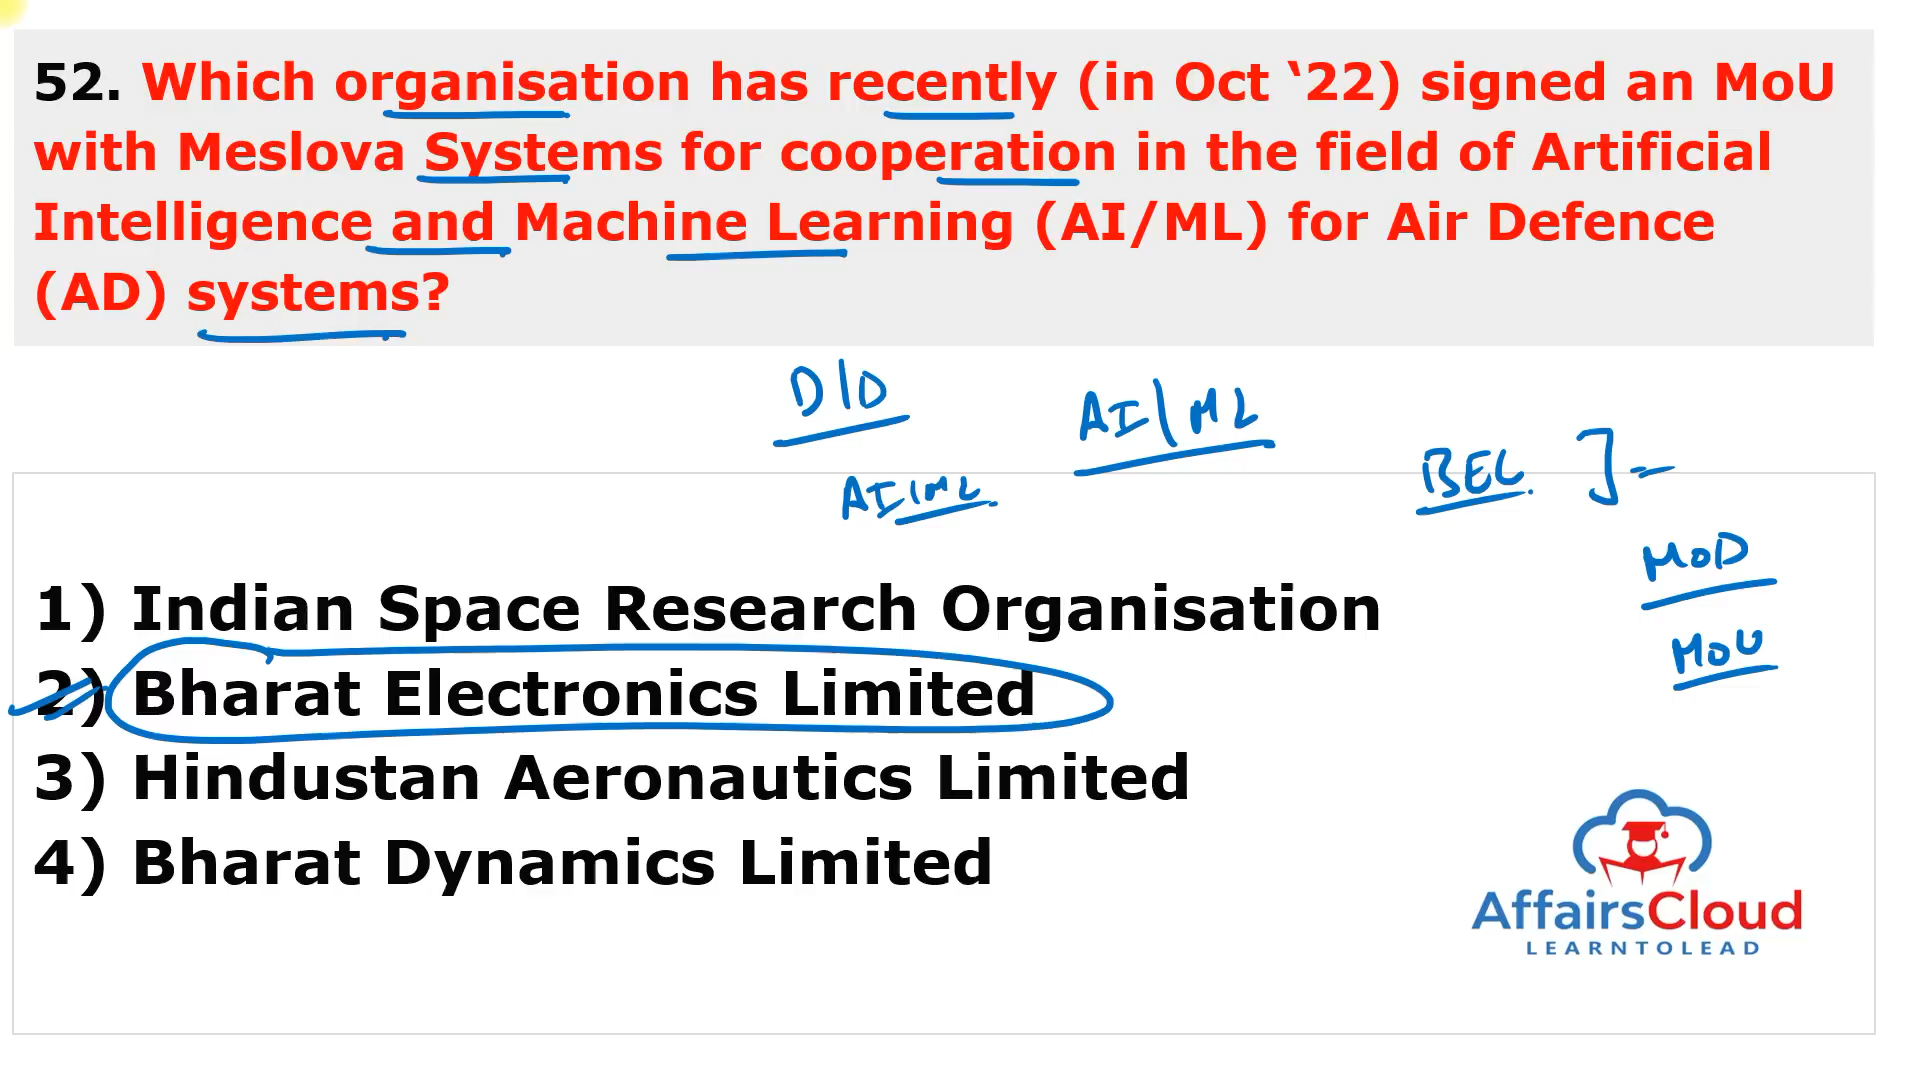 52. Which organisation has recently (in Oct ‘22) signed an MoU
with Meslova Systems for cooperation in the field of Artificial
Intelligence and Machine Learning (AI/ML) for Air Defence
(AD) systems?
D/D
AI/ML
AI/ML
BEL
MOD
MOU
1) Indian Space Research Organisation
2) Bharat Electronics Limited
3) Hindustan Aeronautics Limited
4) Bharat Dynamics Limited
AffairsCloud
LEARNTOLEAD